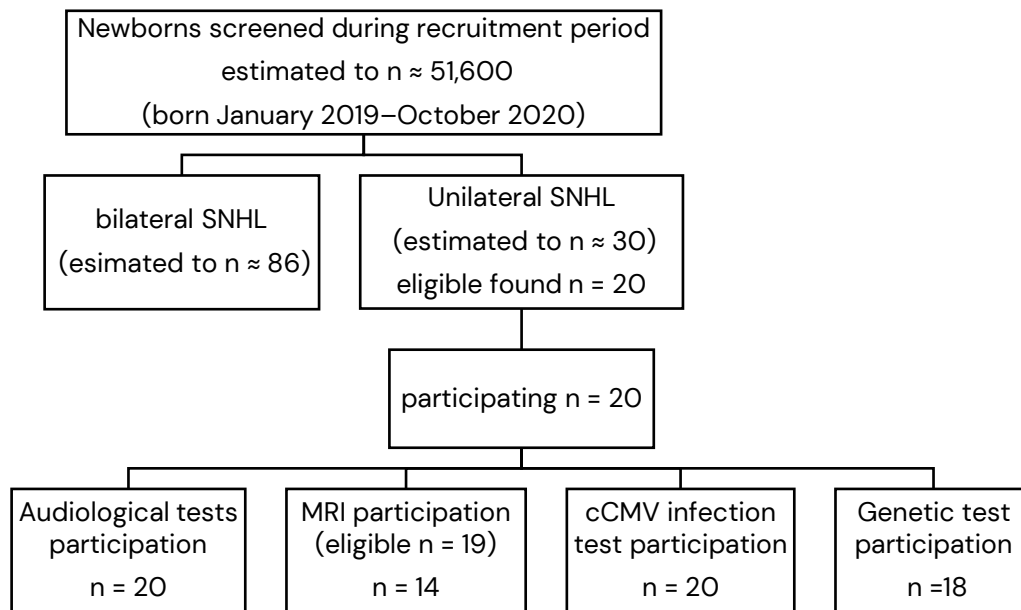 Newborns screened during recruitment period
estimated to n ≈ 51,600
(born January 2019–October 2020)
bilateral SNHL
(esimated to n ≈ 86)
Unilateral SNHL
(estimated to n ≈ 30)
eligible found n = 20
participating n = 20
Audiological tests
participation
n = 20
MRI participation
(eligible n = 19)
n = 14
cCMV infection
test participation
n = 20
Genetic test
participation
n =18